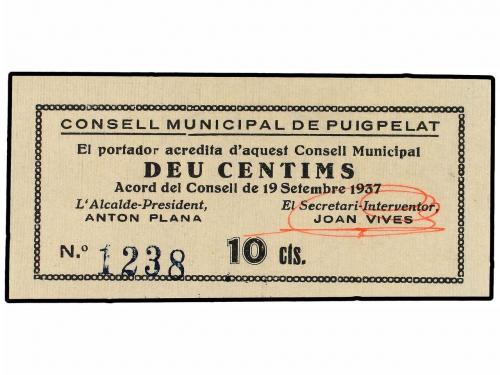 CONSELL MUNICIPAL DE PUIGPELAT
El portador acredita d'aquest Consell Municipal
DEU CENTIMS
Acord del Consell de 19 Setembre 1937
L'Alcalde-President,
ANTON PLANA
El Secretari-Interventor,
JOAN VIVES
N.º 1238
10 cts.